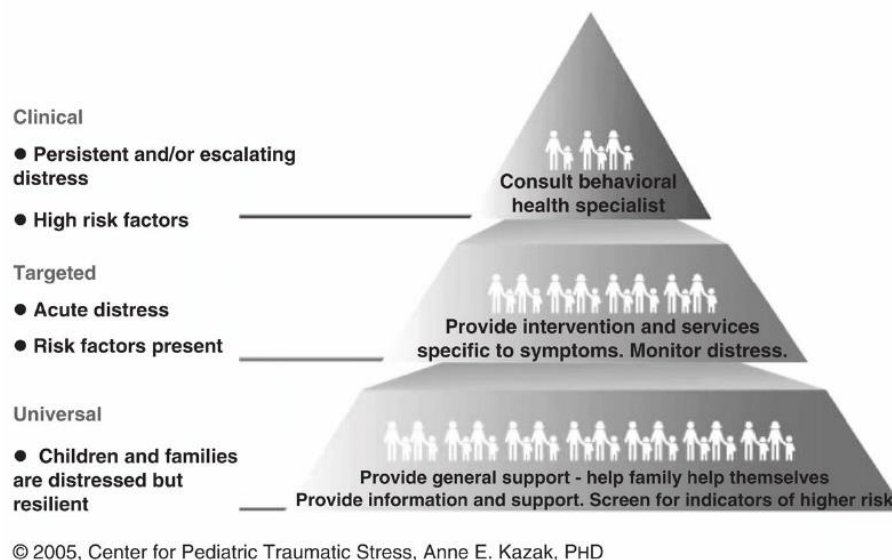 Clinical
● Persistent and/or escalating
distress
● High risk factors
Consult behavioral
health specialist
Targeted
● Acute distress
● Risk factors present
Provide intervention and services
specific to symptoms. Monitor distress.
Universal
● Children and families
are distressed but
resilient
Provide general support - help family help themselves
Provide information and support. Screen for indicators of higher risk
© 2005, Center for Pediatric Traumatic Stress, Anne E. Kazak, PHD